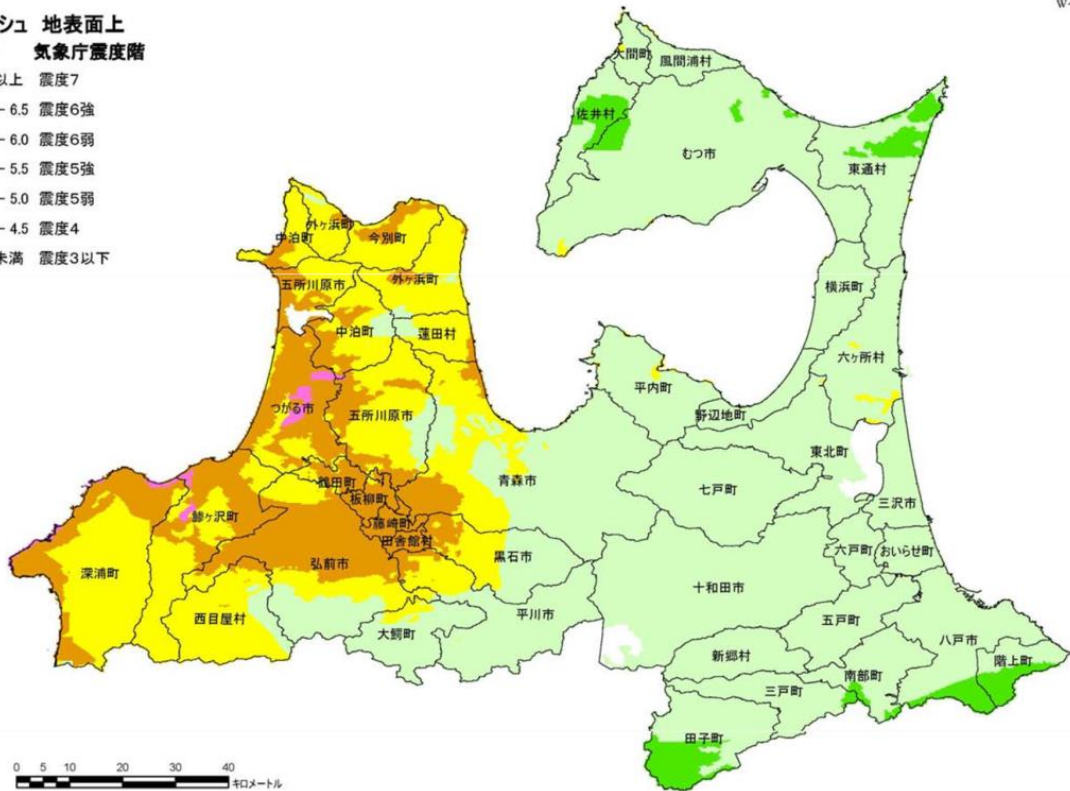 シュ 地表面上
気象庁震度階
以上 震度7
- 6.5 震度6強
- 6.0 震度6弱
- 5.5 震度5強
- 5.0 震度5弱
- 4.5 震度4
未満 震度3以下
大間町
風間浦村
佐井村
むつ市
東通村
外ヶ浜町
中泊町
今別町
五所川原市
外ヶ浜町
横浜町
中泊町
蓬田村
六ヶ所村
平内町
つがる市
五所川原市
野辺地町
東北町
青森市
鶴田町
七戸町
板柳町
三沢市
鰺ヶ沢町
藤崎町
田舎館村
六戸町
おいらせ町
黒石市
弘前市
深浦町
十和田市
西目屋村
平川市
五戸町
大鰐町
八戸市
新郷村
階上町
南部町
三戸町
田子町
0 5 10 20 30 40
キロメートル